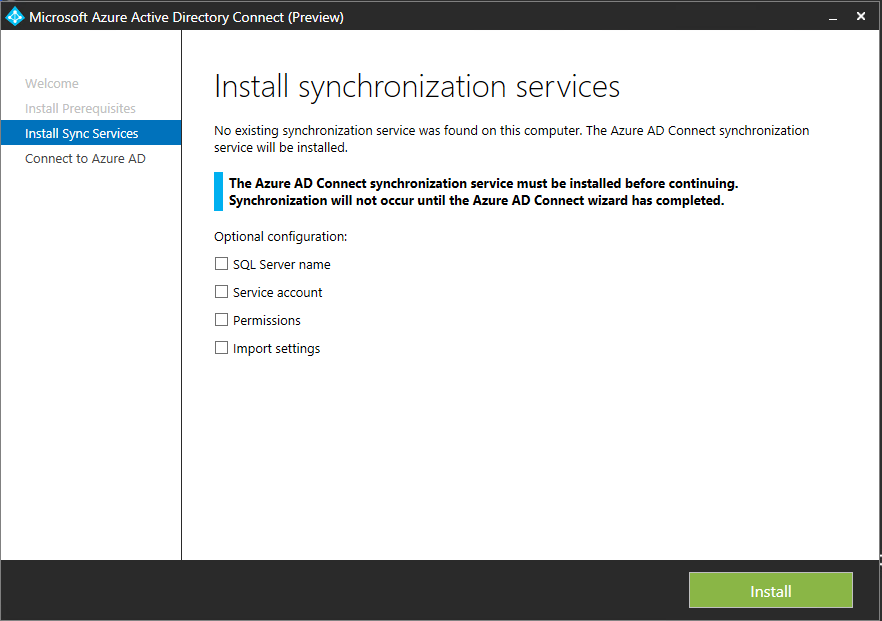 Microsoft Azure Active Directory Connect (Preview)
Welcome
Install Prerequisites
Install Sync Services
Connect to Azure AD
Install synchronization services
No existing synchronization service was found on this computer. The Azure AD Connect synchronization
service will be installed.
The Azure AD Connect synchronization service must be installed before continuing.
Synchronization will not occur until the Azure AD Connect wizard has completed.
Optional configuration:
SQL Server name
Service account
Permissions
Import settings
Install